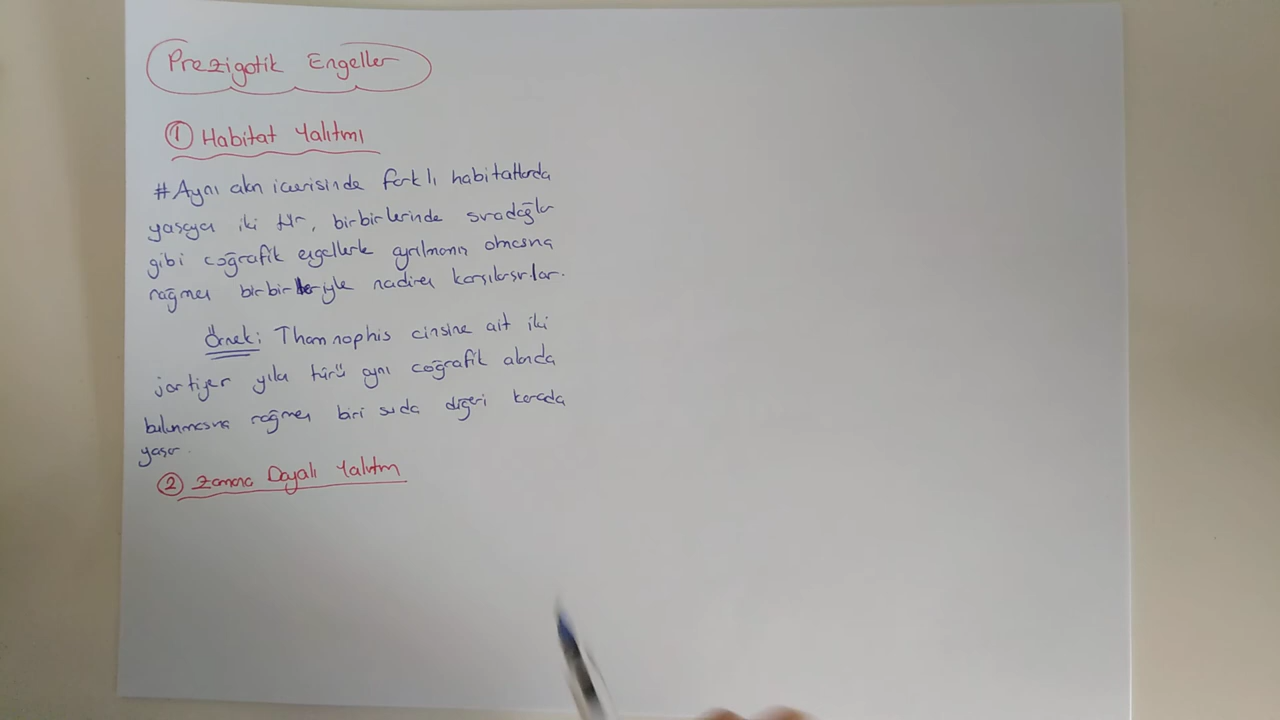 Prezigotik Engeller
① Habitat Yalıtmı
# Aynı alan içerisinde farklı habitatlarda
yaşaya iki tür, birbirlerinde sıradağlar
gibi coğrafik engellerle ayrılmamış olmasına
rağmen birbirleriyle nadiren karşılaşırlar.
Örnek: Thamnophis cinsine ait iki
jartiyer yılan türü aynı coğrafik alanda
bulunmasına rağmen biri suda diğeri karada
yaşar.
② Zamana Dayalı Yalıtım